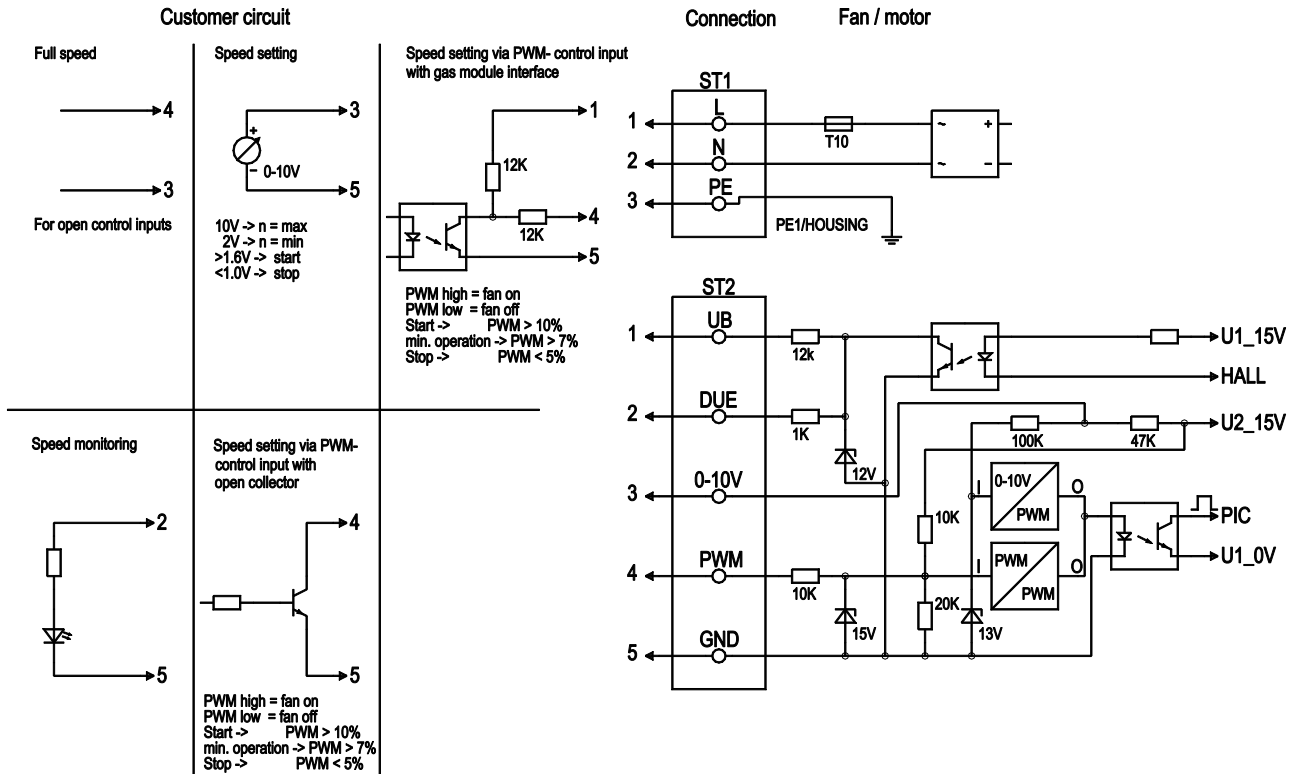 Customer circuit
Connection
Fan / motor
Full speed
4
3
For open control inputs
Speed setting
3
+
– 0-10V
5
10V -> n = max
2V -> n = min
>1.6V -> start
<1.0V -> stop
Speed setting via PWM- control input
with gas module interface
1
12K
4
12K
5
PWM high = fan on
PWM low = fan off
Start -> PWM > 10%
min. operation -> PWM > 7%
Stop -> PWM < 5%
Speed monitoring
2
5
Speed setting via PWM-
control input with
open collector
4
5
PWM high = fan on
PWM low = fan off
Start -> PWM > 10%
min. operation -> PWM > 7%
Stop -> PWM < 5%
ST1
L
1
T10
~ +
N
2
~ –
PE
3
PE1/HOUSING
ST2
UB
1
12k
U1_15V
HALL
DUE
2
1K
100K
47K
U2_15V
12V
0-10V
3
I
0-10V
PWM
O
10K
PIC
U1_0V
PWM
4
10K
I
PWM
PWM
O
20K
15V
13V
GND
5